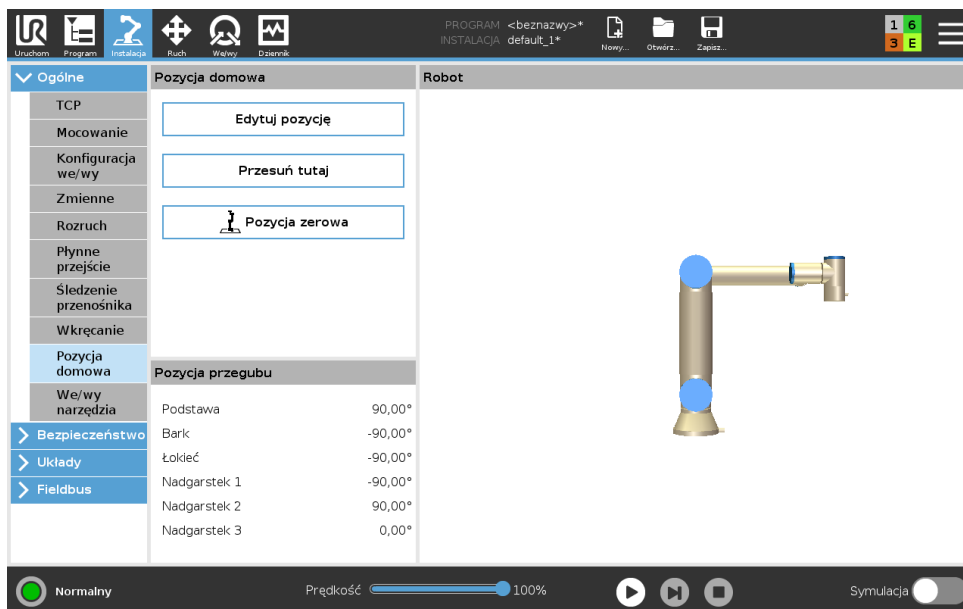 PROGRAM <beznazwy>*
INSTALACJA default_1*
Uruchom Program Instalacja Ruch We/wy Dziennik
Nowy... Otwórz... Zapisz...
1 6
3 E
Ogólne
TCP
Mocowanie
Konfiguracja
we/wy
Zmienne
Rozruch
Płynne
przejście
Śledzenie
przenośnika
Wkręcanie
Pozycja
domowa
We/wy
narzędzia
Bezpieczeństwo
Układy
Fieldbus
Pozycja domowa
Edytuj pozycję
Przesuń tutaj
Pozycja zerowa
Pozycja przegubu
Podstawa 90,00°
Bark -90,00°
Łokieć -90,00°
Nadgarstek 1 -90,00°
Nadgarstek 2 90,00°
Nadgarstek 3 0,00°
Robot
Normalny
Prędkość 100%
Symulacja